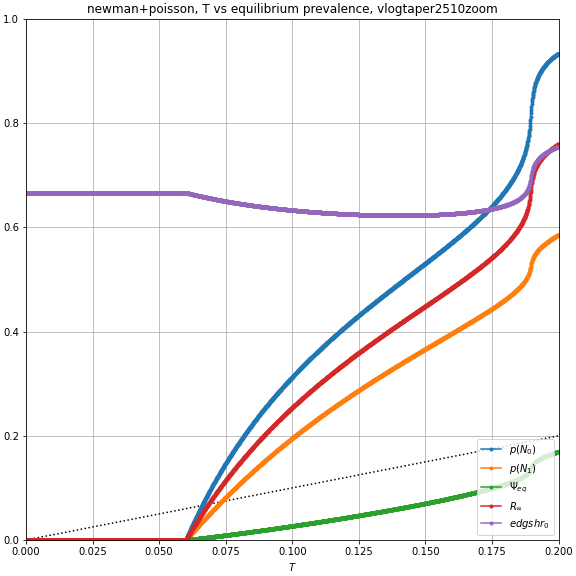 newman+poisson, T vs equilibrium prevalence, vlogtaper2510zoom
1.0
0.8
0.6
0.4
0.2
0.0
p(N₀)
p(N₁)
Ψeq
R∞
edgshr₀
0.000 0.025 0.050 0.075 0.100 0.125 0.150 0.175 0.200
T